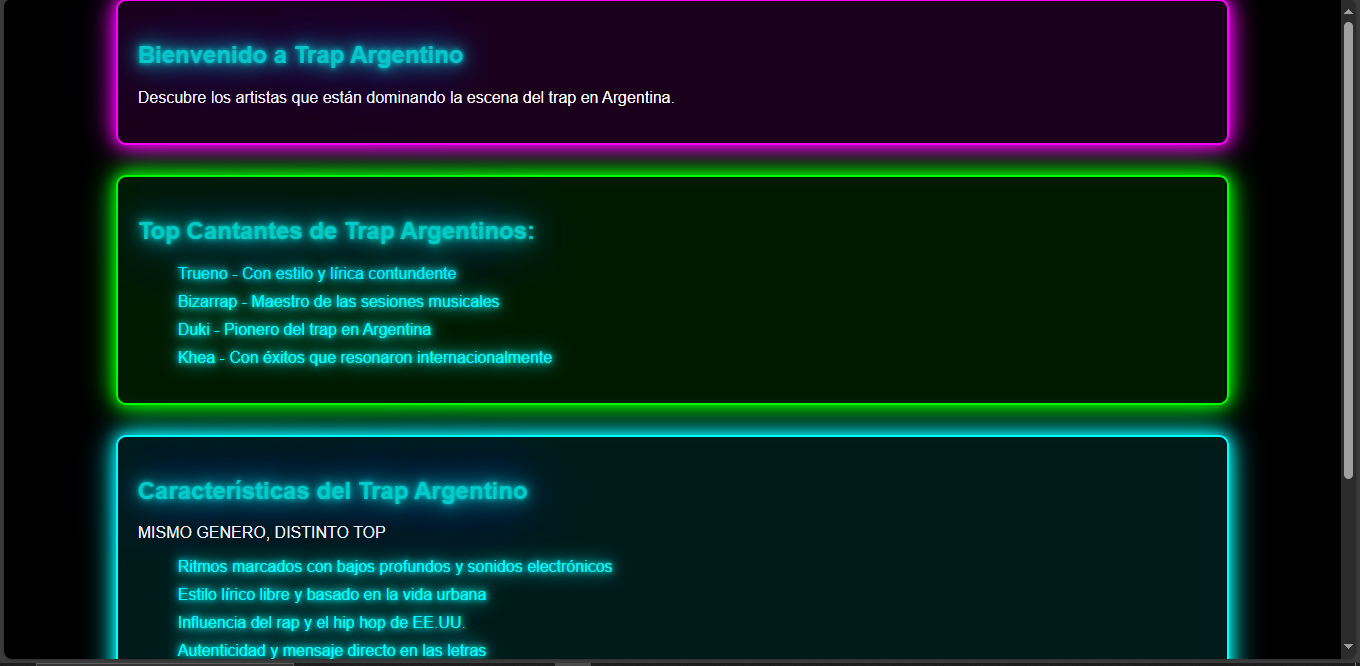 Bienvenido a Trap Argentino
Descubre los artistas que están dominando la escena del trap en Argentina.
Top Cantantes de Trap Argentinos:
Trueno - Con estilo y lírica contundente
Bizarrap - Maestro de las sesiones musicales
Duki - Pionero del trap en Argentina
Khea - Con éxitos que resonaron internacionalmente
Características del Trap Argentino
MISMO GENERO, DISTINTO TOP
Ritmos marcados con bajos profundos y sonidos electrónicos
Estilo lírico libre y basado en la vida urbana
Influencia del rap y el hip hop de EE.UU.
Autenticidad y mensaje directo en las letras